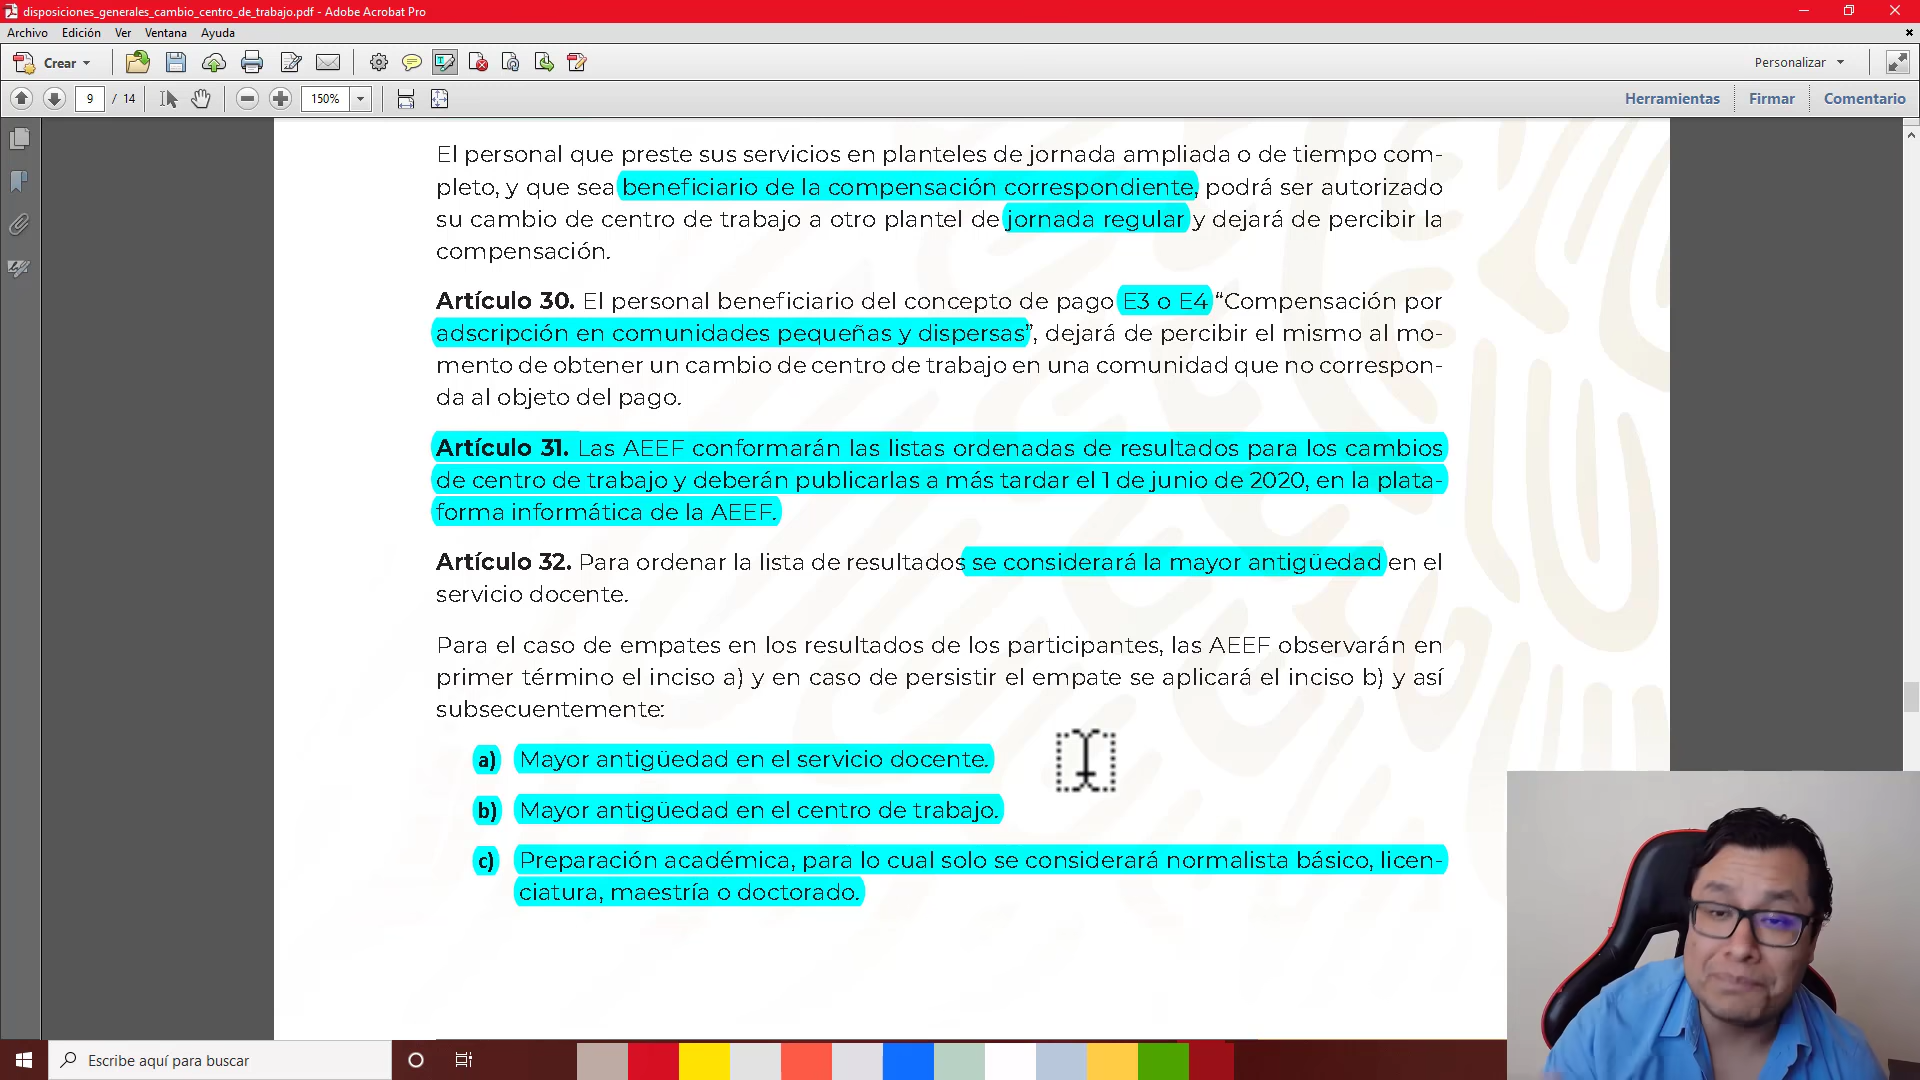 disposiciones_generales_cambio_centro_de_trabajo.pdf - Adobe Acrobat Pro
Archivo Edición Ver Ventana Ayuda
Crear
Personalizar
9 / 14
150%
Herramientas Firmar Comentario
El personal que preste sus servicios en planteles de jornada ampliada o de tiempo com-
pleto, y que sea beneficiario de la compensación correspondiente, podrá ser autorizado
su cambio de centro de trabajo a otro plantel de jornada regular y dejará de percibir la
compensación.
Artículo 30. El personal beneficiario del concepto de pago E3 o E4 “Compensación por
adscripción en comunidades pequeñas y dispersas”, dejará de percibir el mismo al mo-
mento de obtener un cambio de centro de trabajo en una comunidad que no correspon-
da al objeto del pago.
Artículo 31. Las AEEF conformarán las listas ordenadas de resultados para los cambios
de centro de trabajo y deberán publicarlas a más tardar el 1 de junio de 2020, en la plata-
forma informática de la AEEF.
Artículo 32. Para ordenar la lista de resultados se considerará la mayor antigüedad en el
servicio docente.
Para el caso de empates en los resultados de los participantes, las AEEF observarán en
primer término el inciso a) y en caso de persistir el empate se aplicará el inciso b) y así
subsecuentemente:
a) Mayor antigüedad en el servicio docente.
b) Mayor antigüedad en el centro de trabajo.
c) Preparación académica, para lo cual solo se considerará normalista básico, licen-
ciatura, maestría o doctorado.
Escribe aquí para buscar